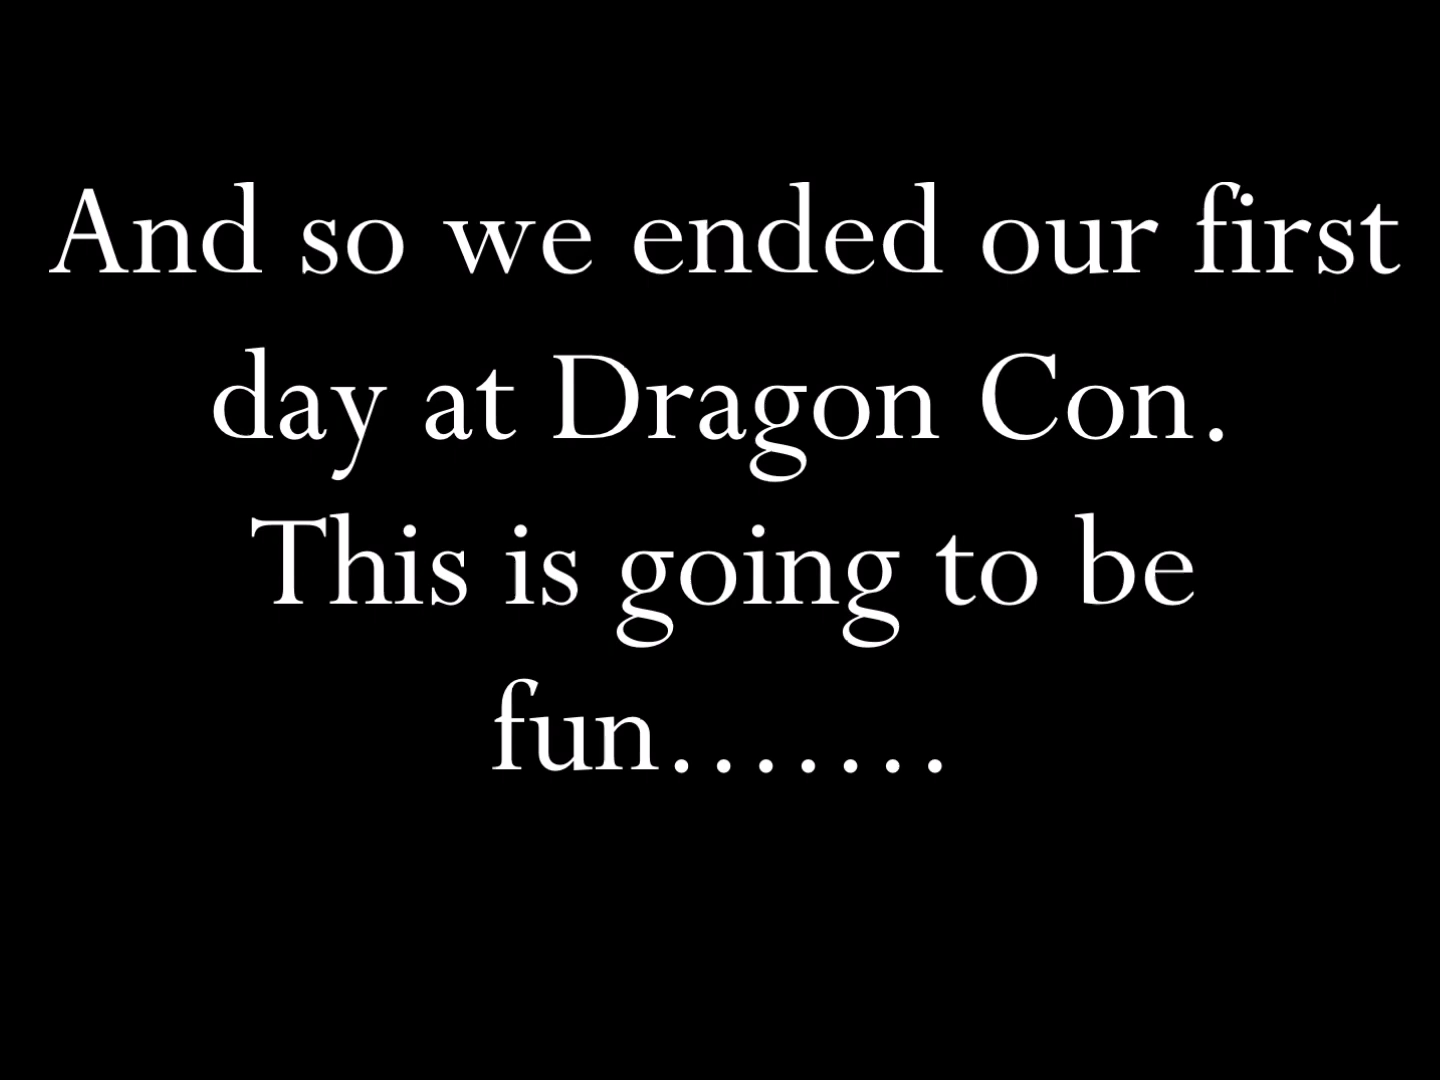 And so we ended our first
day at Dragon Con.
This is going to be
fun.......